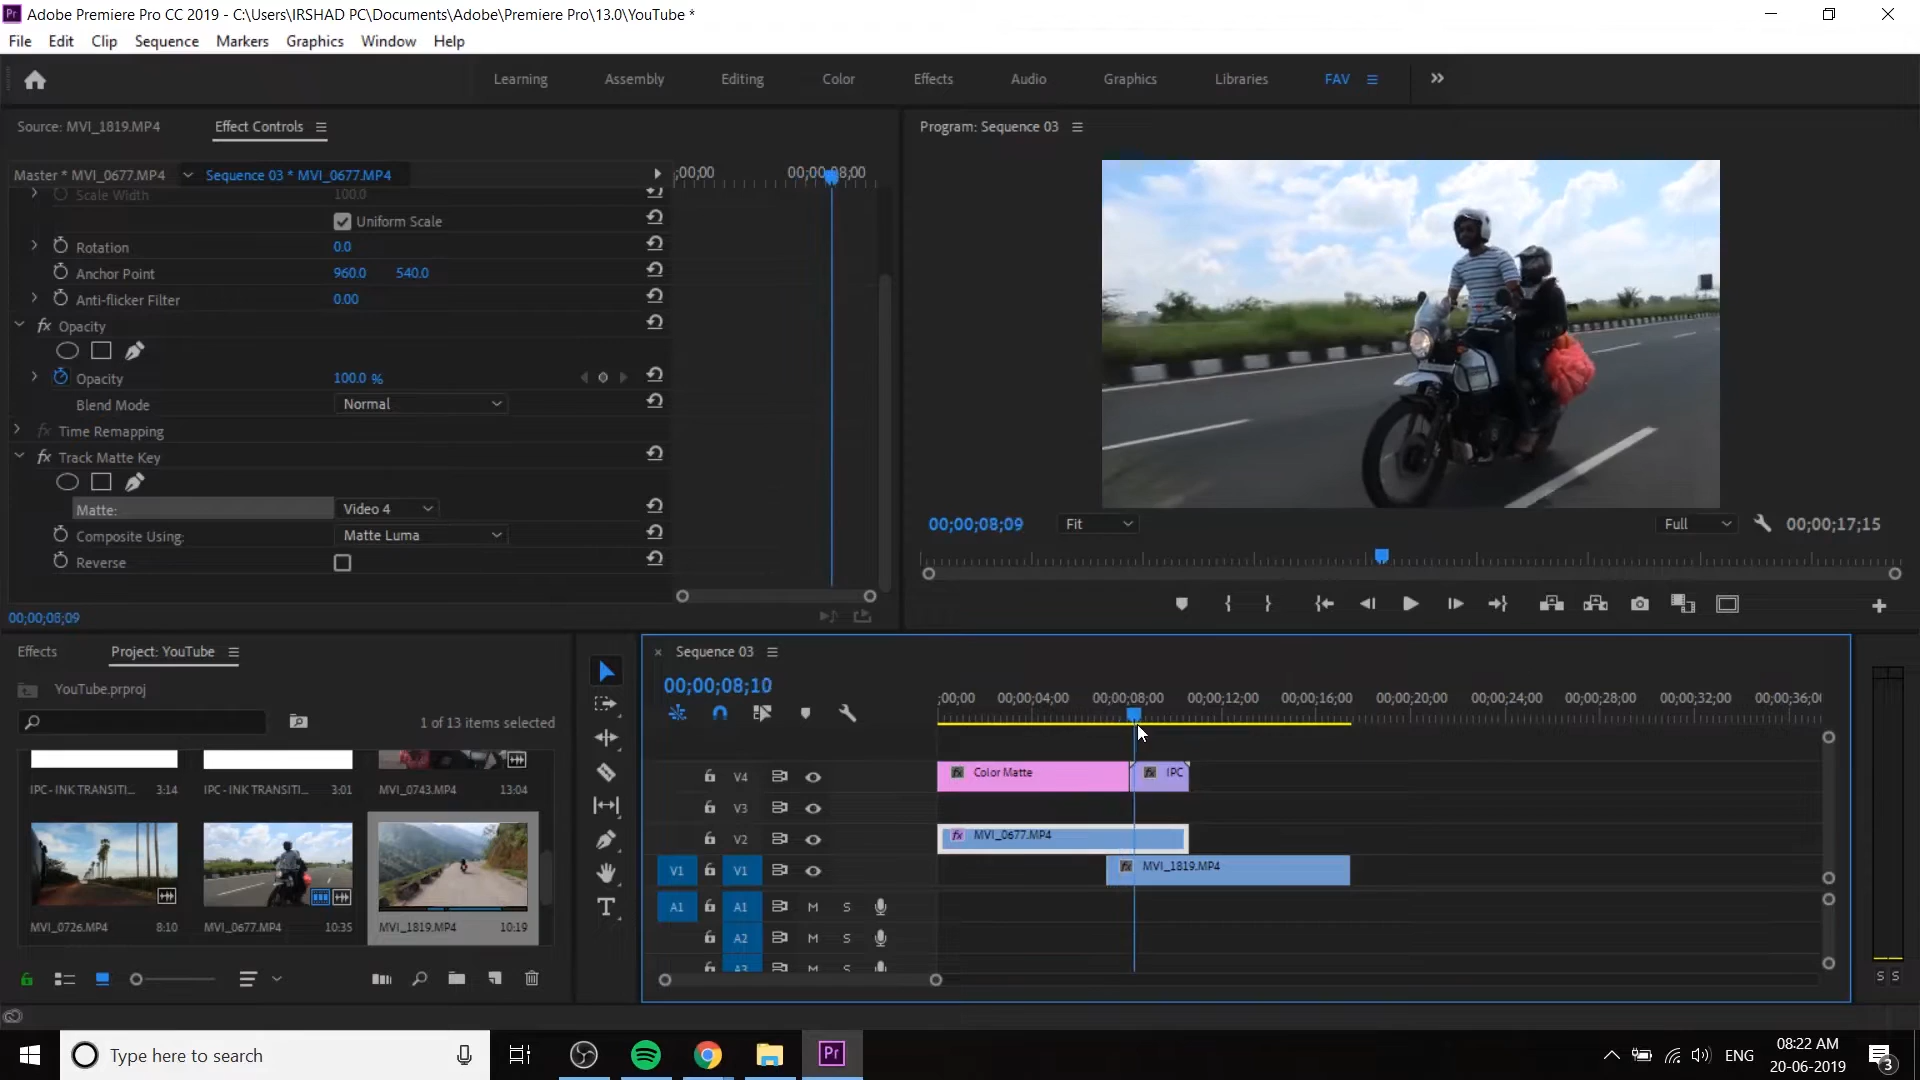 Adobe Premiere Pro CC 2019 - C:\Users\IRSHAD PC\Documents\Adobe\Premiere Pro\13.0\YouTube *
File Edit Clip Sequence Markers Graphics Window Help
Learning Assembly Editing Color Effects Audio Graphics Libraries FAV
Source: MVI_1819.MP4 Effect Controls
Program: Sequence 03
Master * MVI_0677.MP4 Sequence 03 * MVI_0677.MP4
;00;00 00;00;08;00
Scale Width 100.0
Uniform Scale
Rotation 0.0
Anchor Point 960.0 540.0
Anti-flicker Filter 0.00
fx Opacity
Opacity 100.0 %
Blend Mode Normal
fx Time Remapping
fx Track Matte Key
Matte: Video 4
Composite Using: Matte Luma
Reverse
00;00;08;09
00;00;08;09 Fit Full 00;00;17;15
Effects Project: YouTube
YouTube.prproj
1 of 13 items selected
IPC - INK TRANSITI... 3:14 IPC - INK TRANSITI... 3:01 MVI_0743.MP4 13:04
MVI_0726.MP4 8:10 MVI_0677.MP4 10:35 MVI_1819.MP4 10:19
Sequence 03
00;00;08;10
;00;00 00;00;04;00 00;00;08;00 00;00;12;00 00;00;16;00 00;00;20;00 00;00;24;00 00;00;28;00 00;00;32;00 00;00;36;0
V4 fx Color Matte fx IPC
V3
V2 fx MVI_0677.MP4
V1 V1 fx MVI_1819.MP4
A1 A1 M S
A2 M S
A3 M S
S S
Type here to search
Pr
ENG
08:22 AM
20-06-2019
3